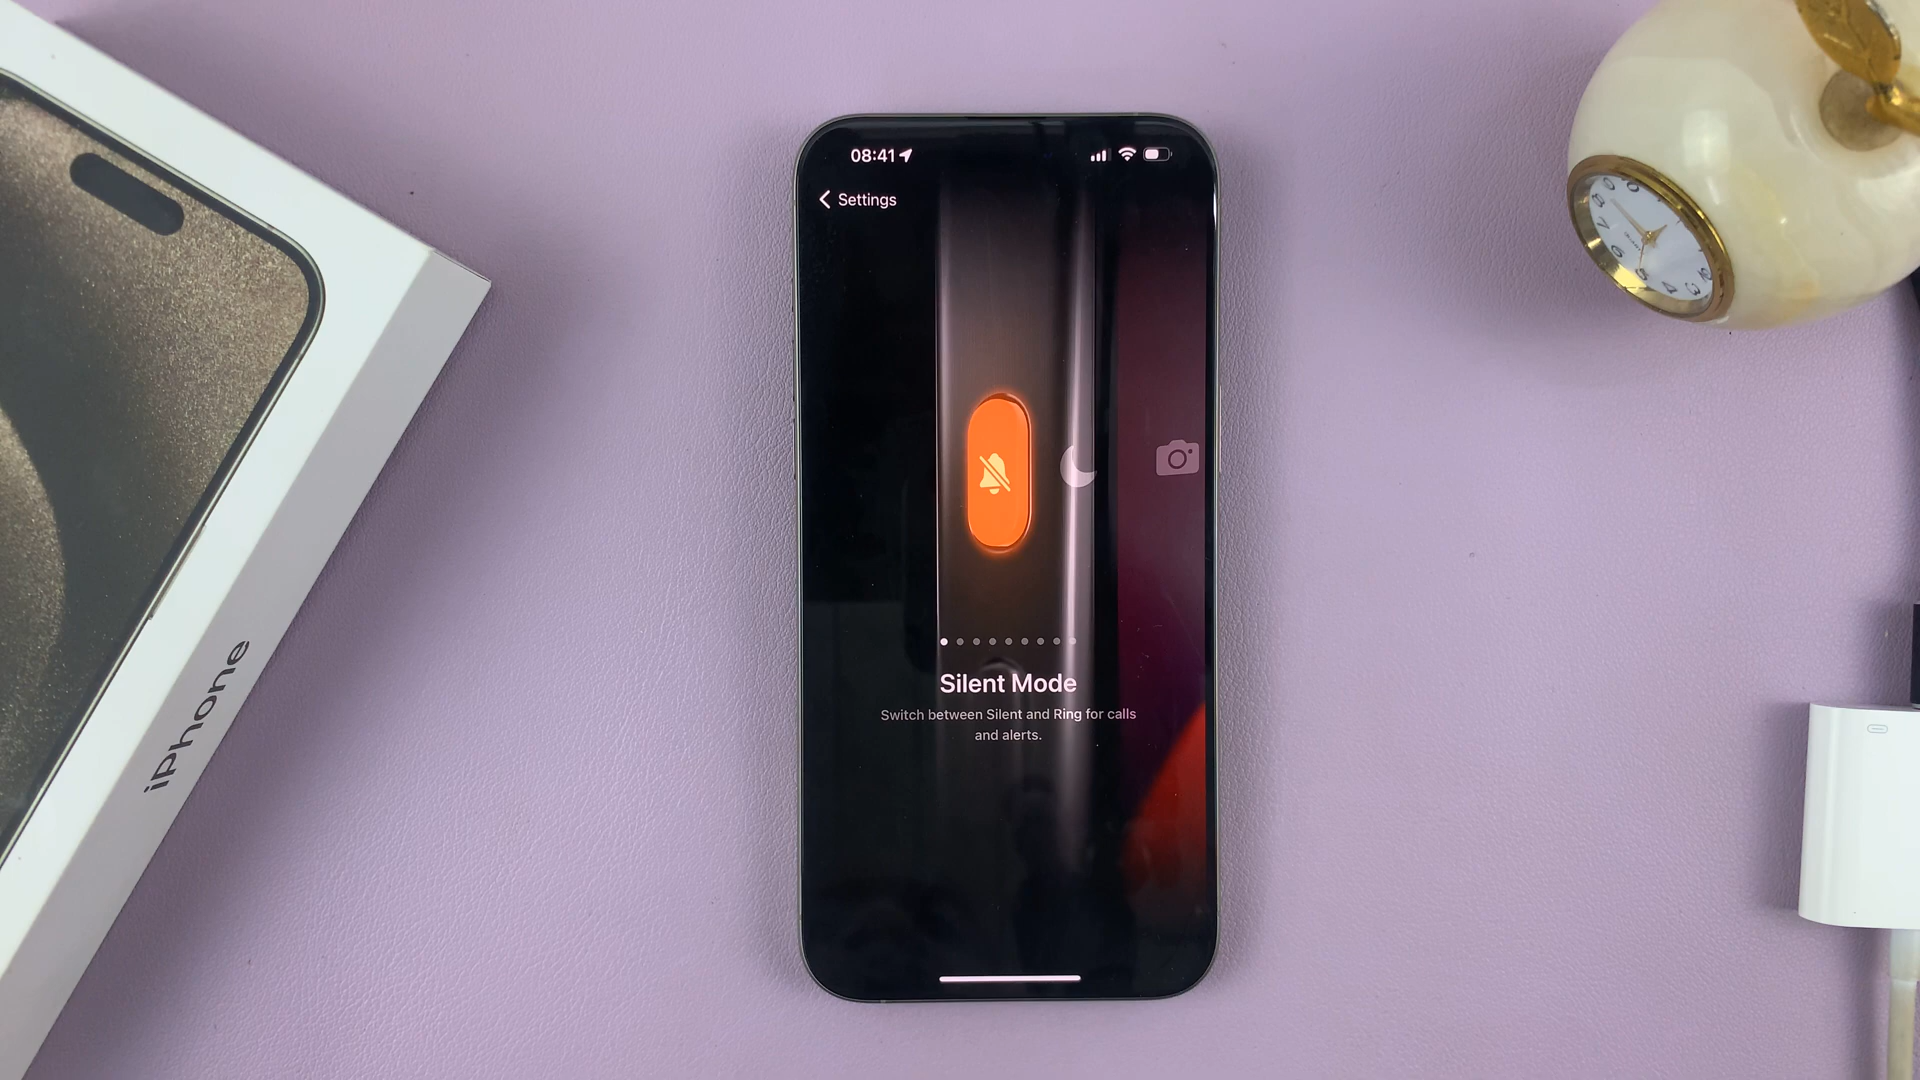 08:41
Settings
Silent Mode
Switch between Silent and Ring for calls
and alerts.
iPhone